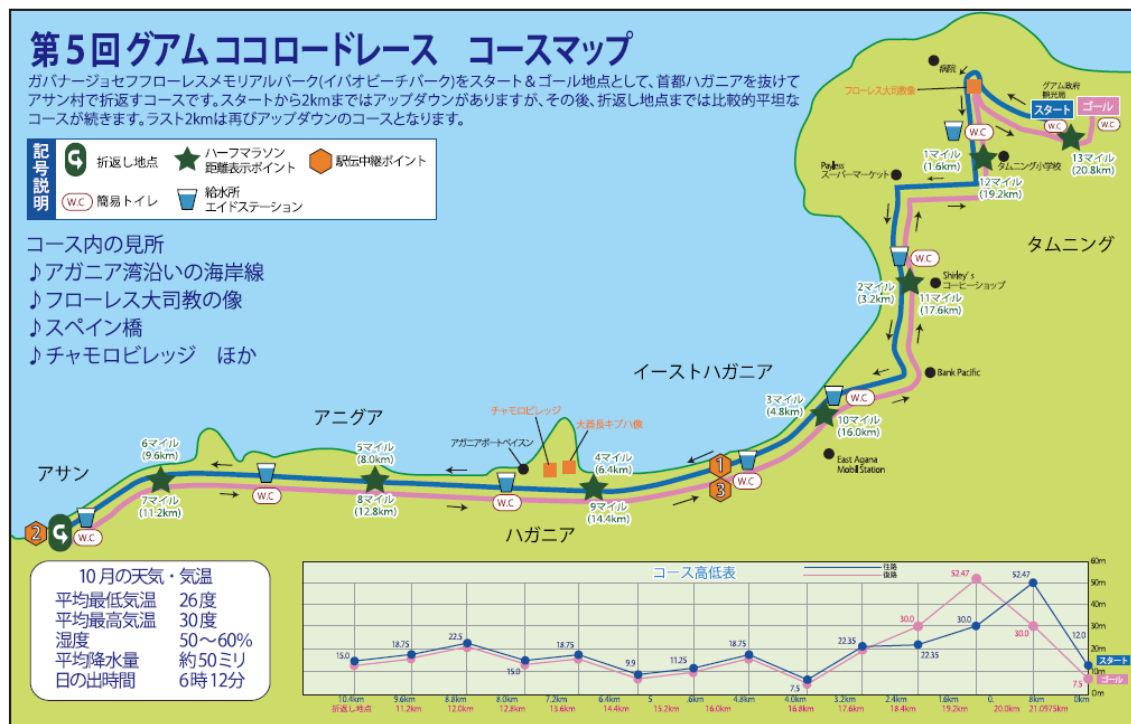 第5回グアム ココロードレース　コースマップ
ガバナージョセフフローレスメモリアルパーク(イパオビーチパーク)をスタート＆ゴール地点として、首都ハガニアを抜けて
アサン村で折返すコースです。スタートから2kmまではアップダウンがありますが、その後、折返し地点までは比較的平坦な
コースが続きます。ラスト2kmは再びアップダウンのコースとなります。
記号説明
折返し地点
ハーフマラソン
距離表示ポイント
駅伝中継ポイント
W.C 簡易トイレ
給水所
エイドステーション
コース内の見所
♪アガニア湾沿いの海岸線
♪フローレス大司教の像
♪スペイン橋
♪チャモロビレッジ　ほか
病院
フローレス大司教像
グアム政府
観光局
スタート
ゴール
W.C
W.C
W.C
13マイル
(20.8km)
1マイル
(1.6km)
タムニング小学校
12マイル
(19.2km)
Payless
スーパーマーケット
タムニング
W.C
Shirley's
コーヒーショップ
2マイル
(3.2km)
11マイル
(17.6km)
Bank Pacific
イーストハガニア
3マイル
(4.8km)
W.C
10マイル
(16.0km)
East Agana
Mobil Station
チャモロビレッジ
大酋長キプハ像
アガニアボートベイスン
4マイル
(6.4km)
1
3
W.C
9マイル
(14.4km)
ハガニア
W.C
アニグア
5マイル
(8.0km)
8マイル
(12.8km)
W.C
6マイル
(9.6km)
アサン
7マイル
(11.2km)
2
W.C
10月の天気・気温
平均最低気温　26度
平均最高気温　30度
湿度　50～60%
平均降水量　約50ミリ
日の出時間　6時12分
コース高低表
往路
復路
60m
50m
40m
30m
20m
10m
0m
15.0
18.75
22.5
15.0
18.75
9.9
11.25
18.75
7.5
22.35
30.0
22.35
52.47
30.0
52.47
30.0
12.0
7.5
スタート
ゴール
10.4km 9.6km 8.8km 8.0km 7.2km 6.4km 5 .6km 4.8km 4.0km 3.2km 2.4km 1.6km 0. 8km 0km
折返し地点 11.2km 12.0km 12.8km 13.6km 14.4km 15.2km 16.0km 16.8km 17.6km 18.4km 19.2km 20.0km 21.0975km